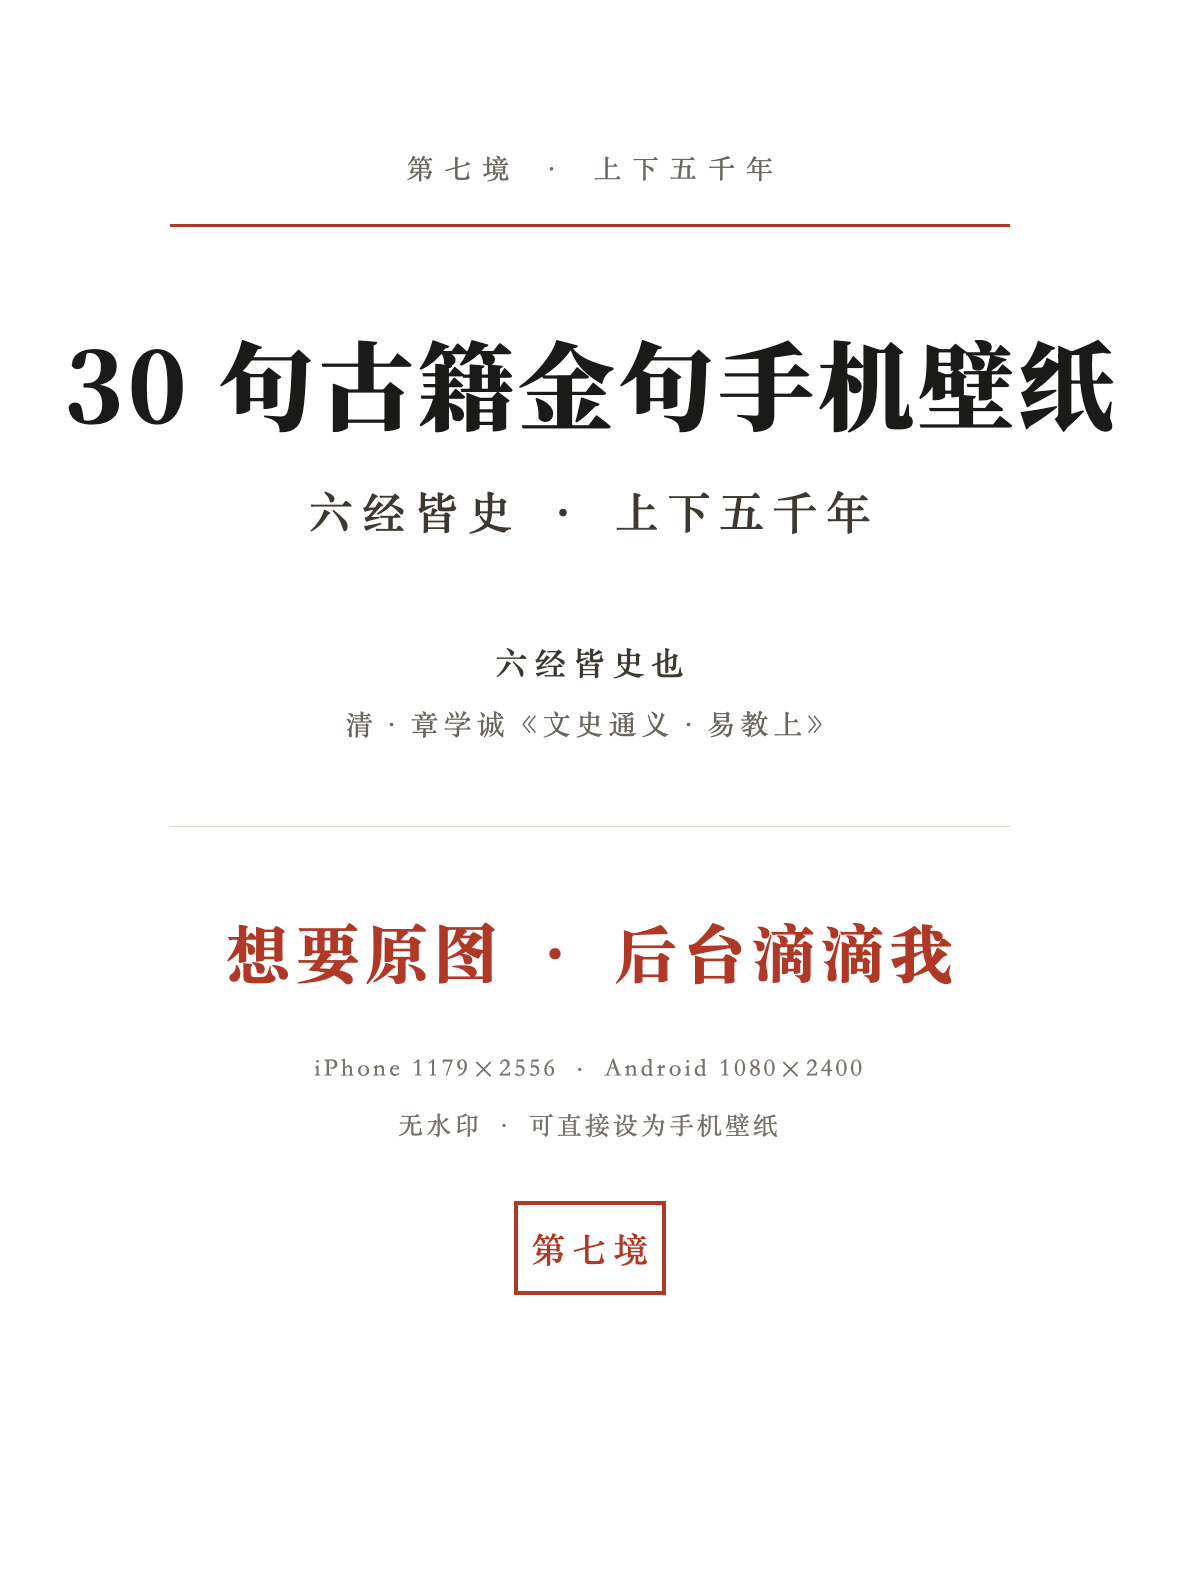 第七境 · 上下五千年
30 句古籍金句手机壁纸
六经皆史 · 上下五千年
六经皆史也
清 · 章学诚《文史通义 · 易教上》
想要原图 · 后台滴滴我
iPhone 1179×2556 · Android 1080×2400
无水印 · 可直接设为手机壁纸
第七境